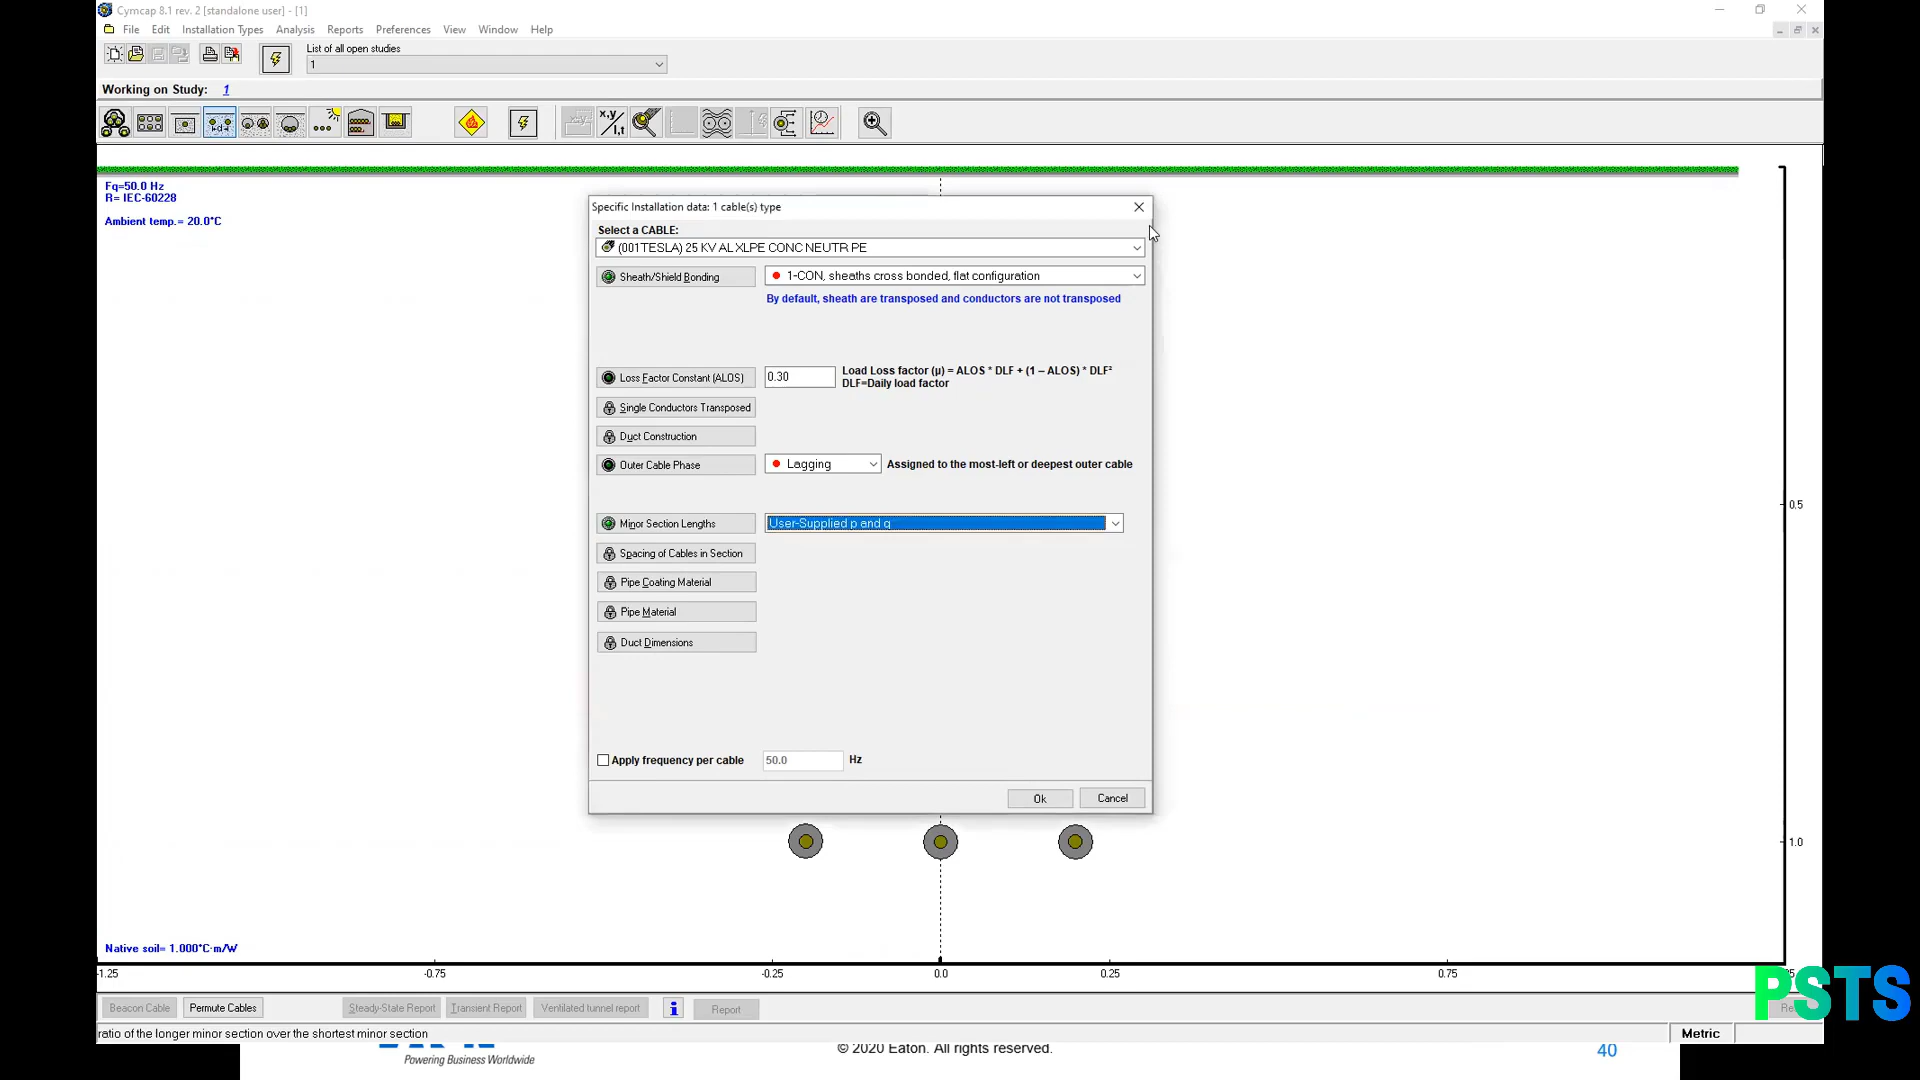 Cymcap 8.1 rev. 2 [standalone user] - [1]
File Edit Installation Types Analysis Reports Preferences View Window Help
List of all open studies
1
Working on Study: 1
x,y
/I,t
Fq=50.0 Hz
R= IEC-60228
Ambient temp.= 20.0°C
Specific Installation data: 1 cable(s) type
Select a CABLE:
(001TESLA) 25 KV AL XLPE CONC NEUTR PE
Sheath/Shield Bonding
1-CON, sheaths cross bonded, flat configuration
By default, sheath are transposed and conductors are not transposed
Loss Factor Constant (ALOS)
0.30
Load Loss factor (µ) = ALOS * DLF + (1 – ALOS) * DLF²
DLF=Daily load factor
Single Conductors Transposed
Duct Construction
Outer Cable Phase
Lagging
Assigned to the most-left or deepest outer cable
Minor Section Lengths
User-Supplied p and q
Spacing of Cables in Section
Pipe Coating Material
Pipe Material
Duct Dimensions
Apply frequency per cable
50.0
Hz
Ok
Cancel
0.5
1.0
Native soil= 1.000°C·m/W
-1.25 -0.75 -0.25 0.0 0.25 0.75
PSTS
Beacon Cable Permute Cables Steady-State Report Transient Report Ventilated tunnel report Report
ratio of the longer minor section over the shortest minor section
Metric
Powering Business Worldwide
© 2020 Eaton. All rights reserved.
40